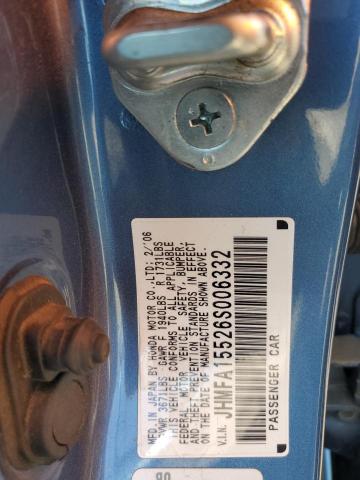 MFD. IN JAPAN BY HONDA MOTOR CO.,LTD: 2/'06
GVWR 3671LBS GAWR F 1940LBS R 1731LBS
THIS VEHICLE CONFORMS TO ALL APPLICABLE
FEDERAL MOTOR VEHICLE SAFETY, BUMPER,
AND THEFT PREVENTION STANDARDS IN EFFECT
ON THE DATE OF MANUFACTURE SHOWN ABOVE.
V.I.N. JHMFA15526S006332
PASSENGER CAR